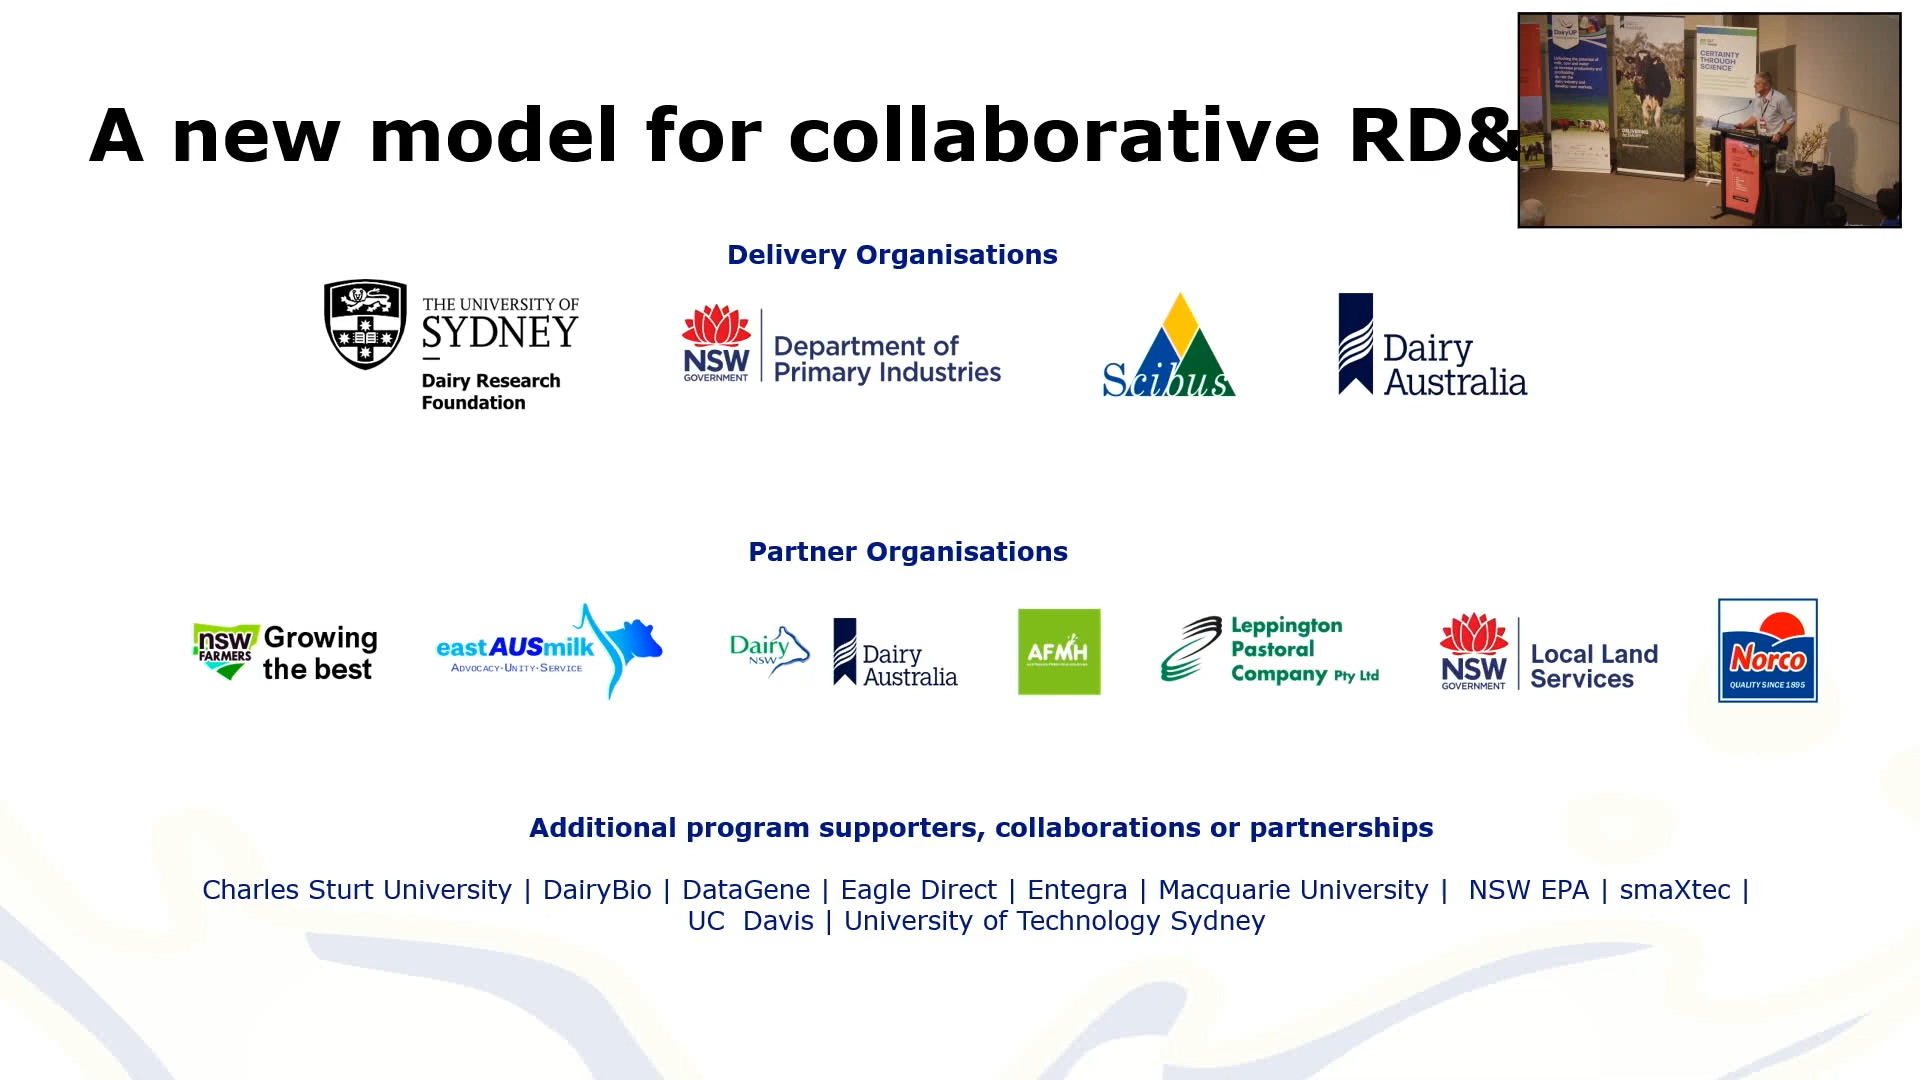 A new model for collaborative RD&
DairyUP
CERTAINTY
THROUGH
SCIENCE
DELIVERING
Delivery Organisations
THE UNIVERSITY OF
SYDNEY
Dairy Research
Foundation
NSW
GOVERNMENT
Department of
Primary Industries
Scibus
Dairy
Australia
Partner Organisations
nsw
FARMERS
Growing
the best
eastAUSmilk
ADVOCACY·UNITY·SERVICE
Dairy
NSW
Dairy
Australia
AFMH
Leppington
Pastoral
Company Pty Ltd
NSW
GOVERNMENT
Local Land
Services
Norco
QUALITY SINCE 1895
Additional program supporters, collaborations or partnerships
Charles Sturt University | DairyBio | DataGene | Eagle Direct | Entegra | Macquarie University | NSW EPA | smaXtec |
UC Davis | University of Technology Sydney